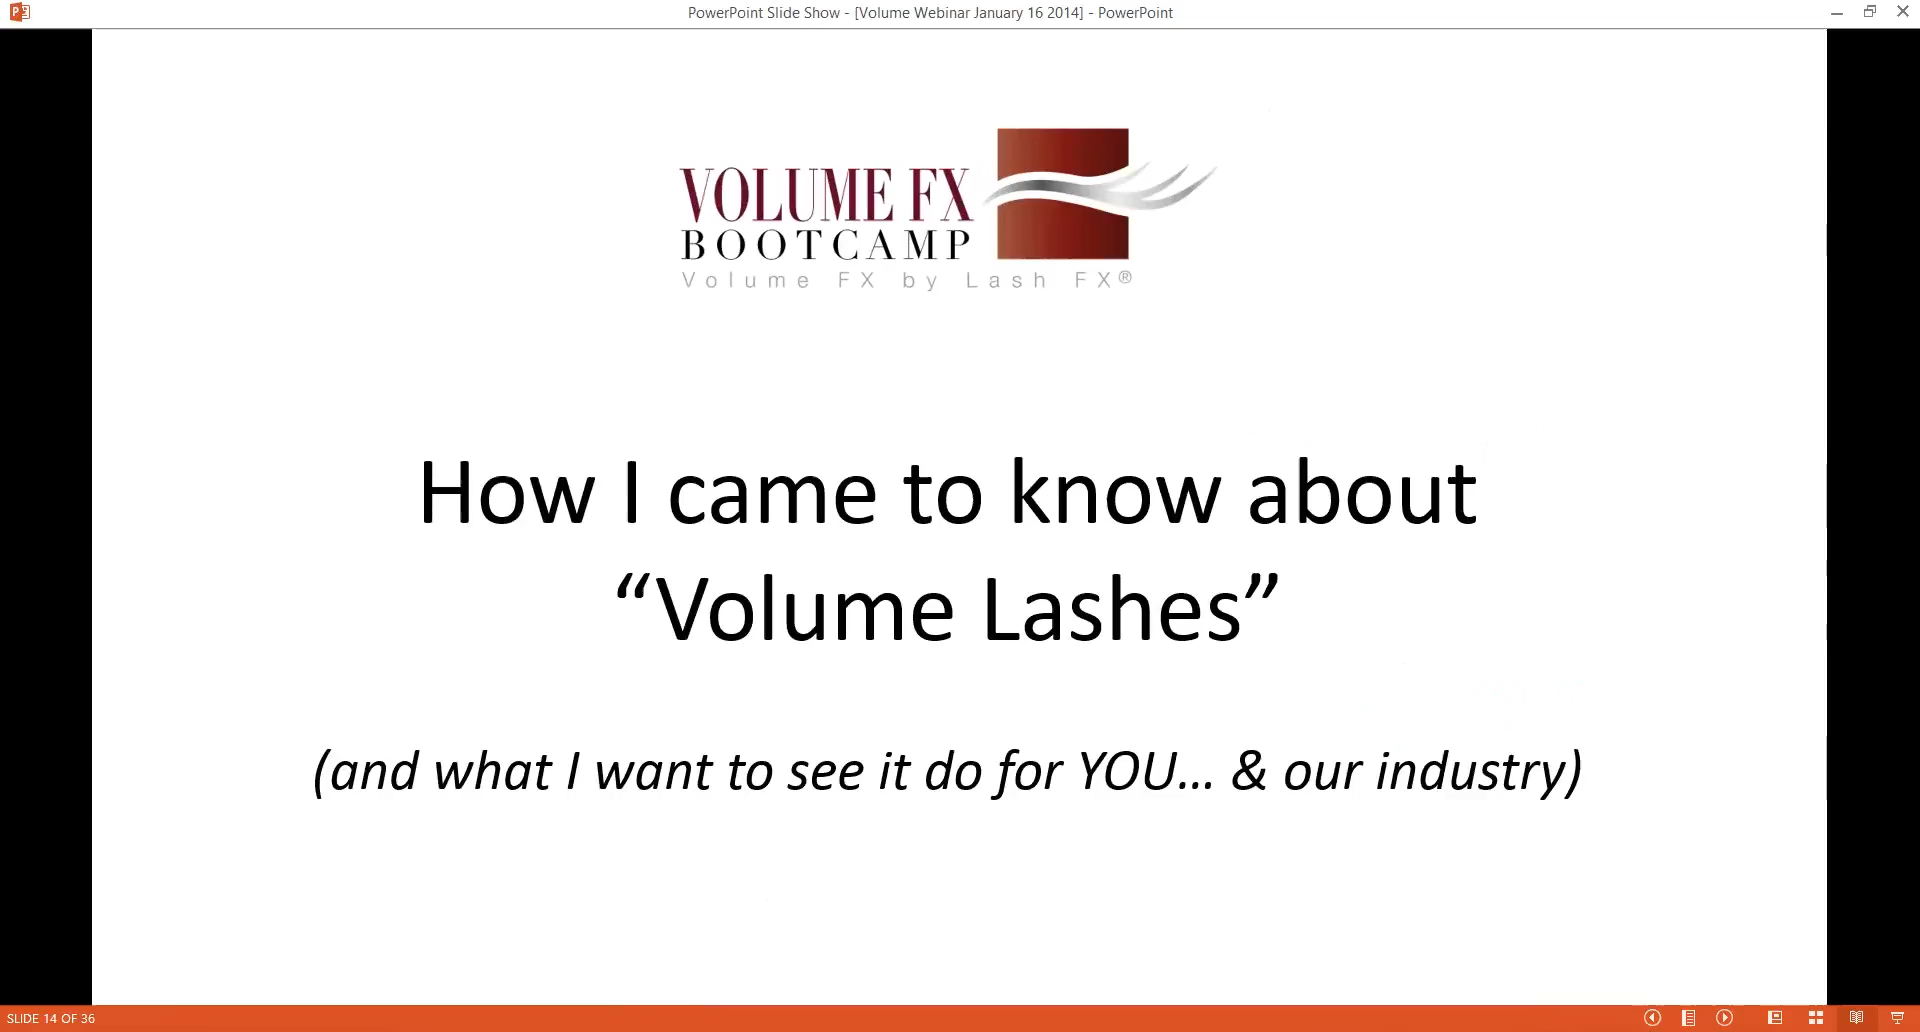 PowerPoint Slide Show - [Volume Webinar January 16 2014] - PowerPoint
VOLUME FX
BOOTCAMP
Volume FX by Lash FX®
How I came to know about
“Volume Lashes”
(and what I want to see it do for YOU... & our industry)
SLIDE 14 OF 36